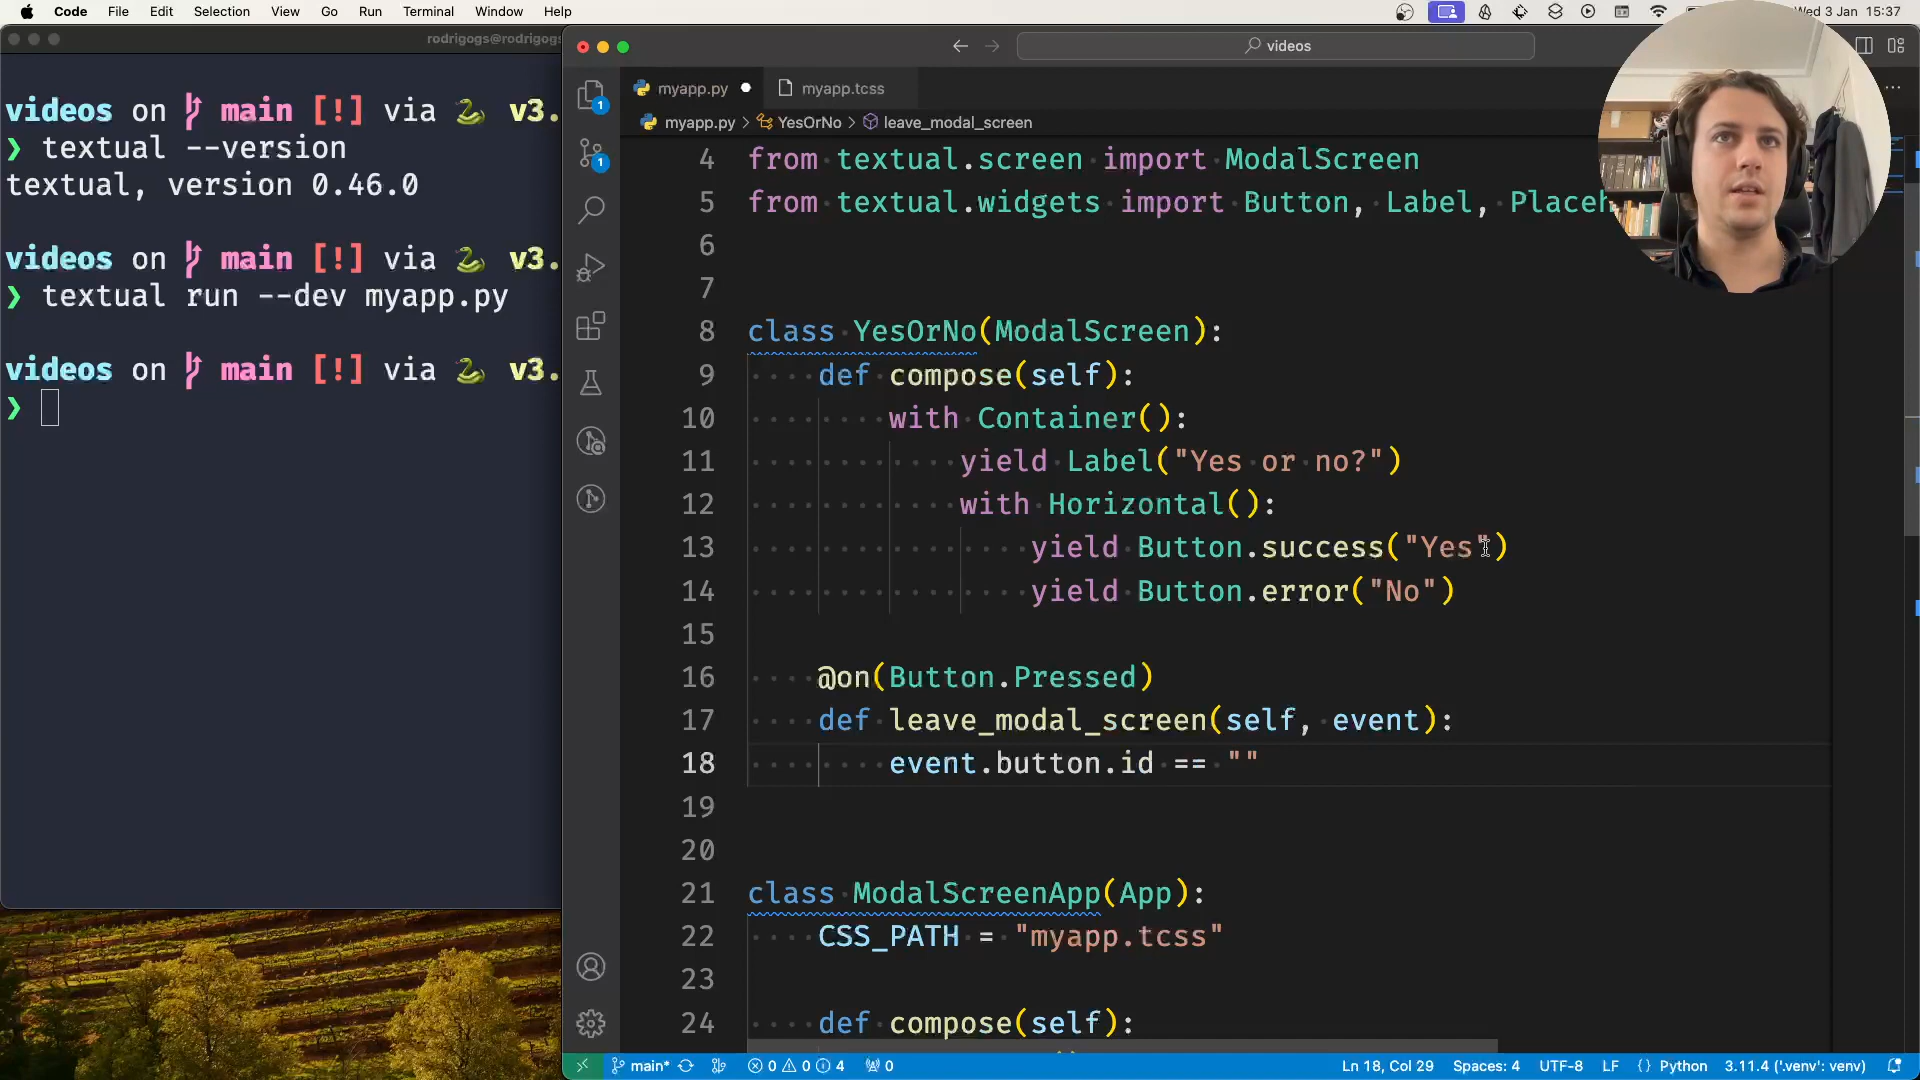 Code File Edit Selection View Go Run Terminal Window Help
Wed 3 Jan 15:37
rodrigogs@rodrigogs
videos on main [!] via v3.
❯ textual --version
textual, version 0.46.0
videos on main [!] via v3.
❯ textual run --dev myapp.py
videos on main [!] via v3.
❯
videos
myapp.py
myapp.tcss
myapp.py > YesOrNo > leave_modal_screen
1
1
4 from textual.screen import ModalScreen
5 from textual.widgets import Button, Label, Placeh
6
7
8 class YesOrNo(ModalScreen):
9 def compose(self):
10 with Container():
11 yield Label("Yes or no?")
12 with Horizontal():
13 yield Button.success("Yes")
14 yield Button.error("No")
15
16 @on(Button.Pressed)
17 def leave_modal_screen(self, event):
18 event.button.id == ""
19
20
21 class ModalScreenApp(App):
22 CSS_PATH = "myapp.tcss"
23
24 def compose(self):
main* 0 0 4 0 Ln 18, Col 29 Spaces: 4 UTF-8 LF {} Python 3.11.4 ('.venv': venv)